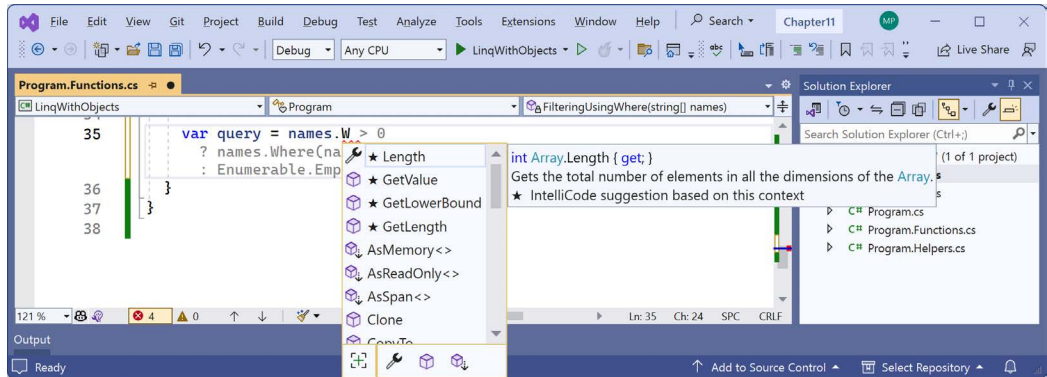 File Edit View Git Project Build Debug Test Analyze Tools Extensions Window Help Search Chapter11 MP
Debug Any CPU LinqWithObjects Live Share
Program.Functions.cs
LinqWithObjects Program FilteringUsingWhere(string[] names)
35 var query = names.W > 0
? names.Where(na
: Enumerable.Emp
36 }
37 }
38
★ Length
★ GetValue
★ GetLowerBound
★ GetLength
AsMemory<>
AsReadOnly<>
AsSpan<>
Clone
CopyTo
int Array.Length { get; }
Gets the total number of elements in all the dimensions of the Array.
★ IntelliCode suggestion based on this context
Solution Explorer
Search Solution Explorer (Ctrl+;)
(1 of 1 project)
C# Program.cs
C# Program.Functions.cs
C# Program.Helpers.cs
121 % 4 0 Ln: 35 Ch: 24 SPC CRLF
Output
Ready Add to Source Control Select Repository